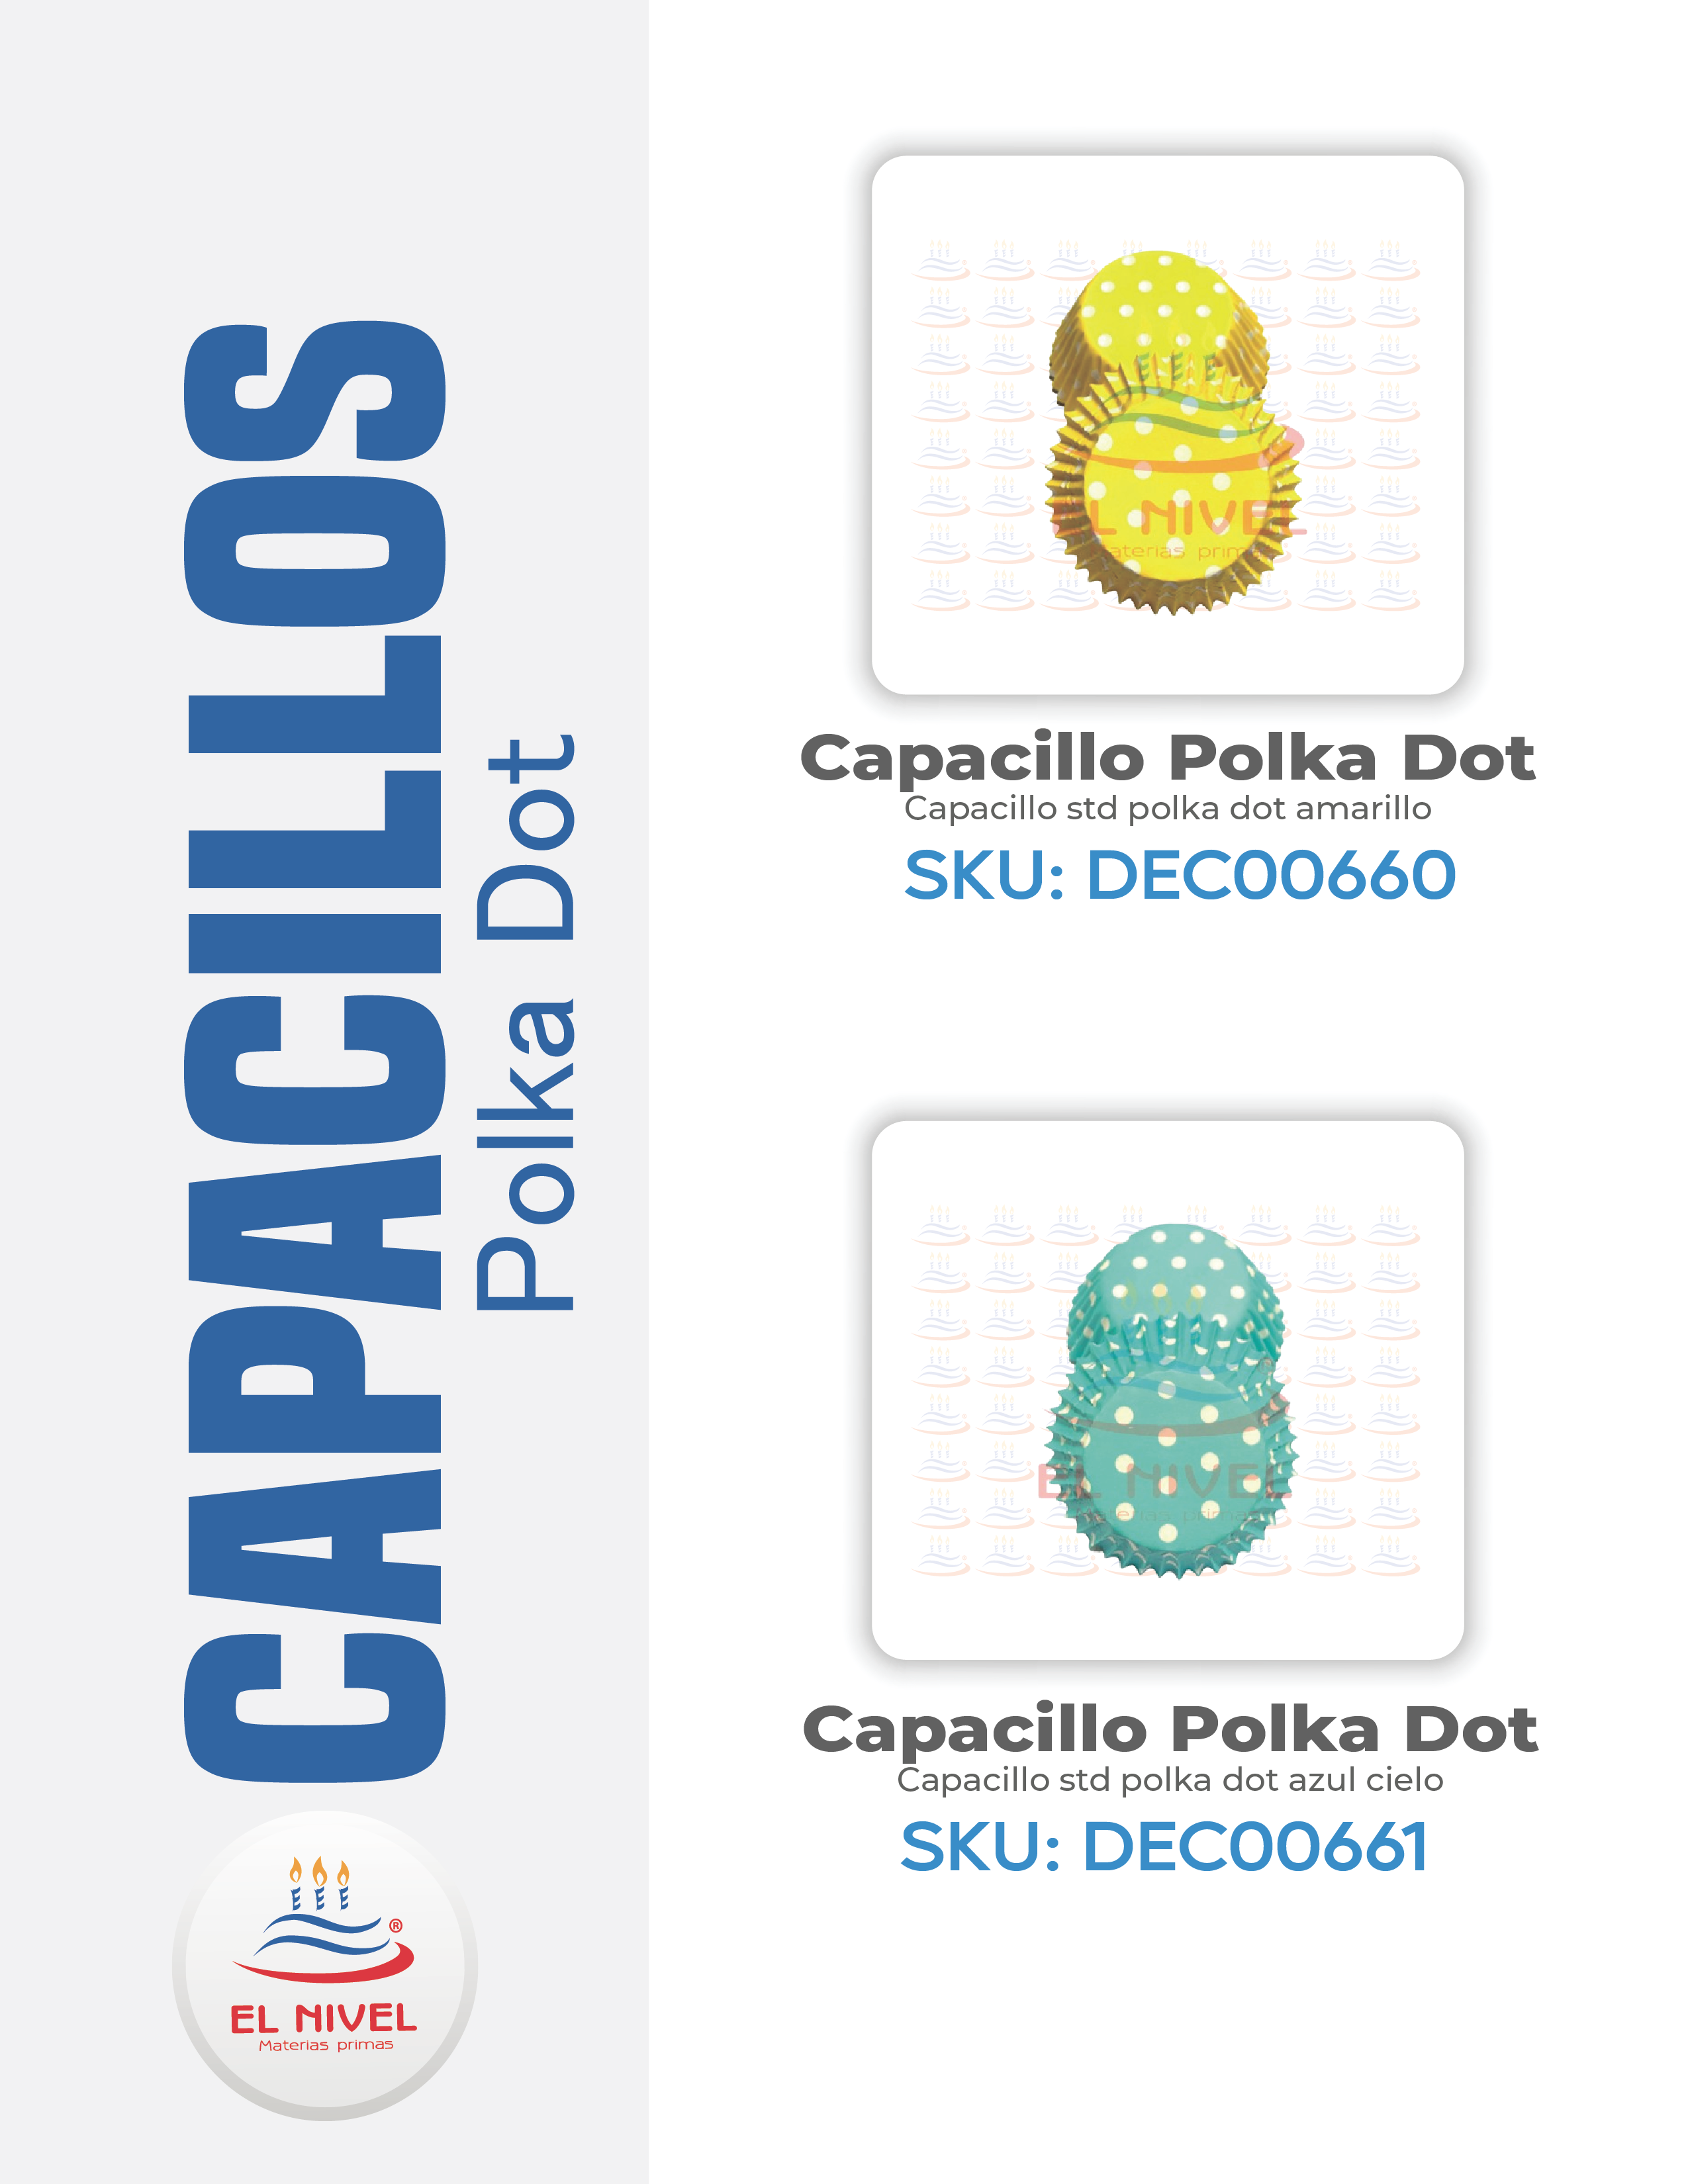 CAPACILLOS
Polka Dot
EL NIVEL
Materias primas
Capacillo Polka Dot
Capacillo std polka dot amarillo
SKU: DEC00660
EL NIVEL
Materias primas
Capacillo Polka Dot
Capacillo std polka dot azul cielo
SKU: DEC00661
®
EL NIVEL
Materias primas